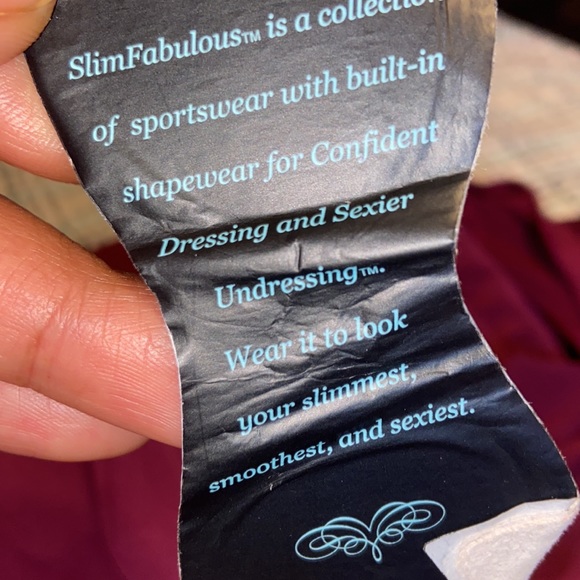 SlimFabulous™ is a collection
of sportswear with built-in
shapewear for Confident
Dressing and Sexier
Undressing™.
Wear it to look
your slimmest,
smoothest, and sexiest.